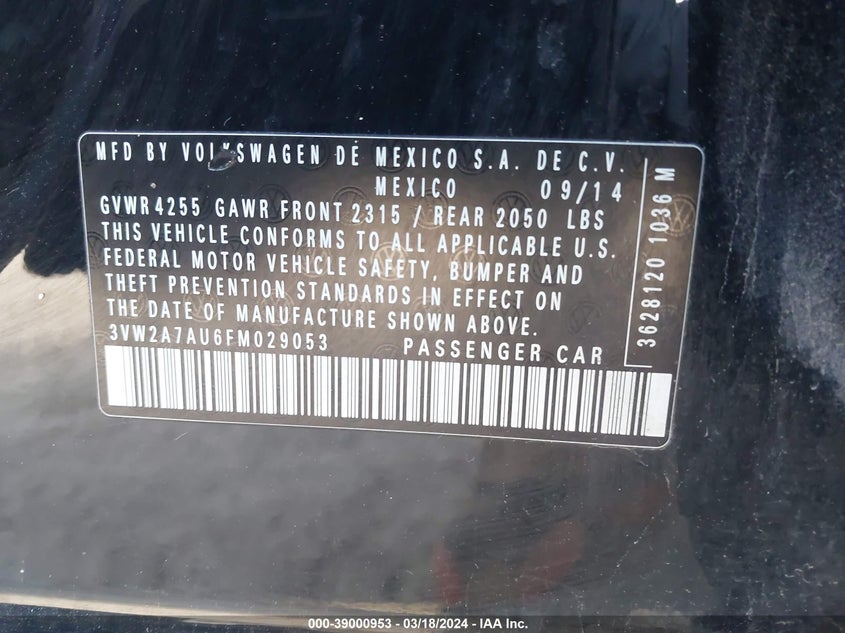 MFD BY VOLKSWAGEN DE MEXICO S.A. DE C.V.
MEXICO 09/14
GVWR 4255 GAWR FRONT 2315 / REAR 2050 LBS
THIS VEHICLE CONFORMS TO ALL APPLICABLE U.S.
FEDERAL MOTOR VEHICLE SAFETY, BUMPER AND
THEFT PREVENTION STANDARDS IN EFFECT ON
THE DATE OF MANUFACTURE SHOWN ABOVE.
3VW2A7AU6FM029053 PASSENGER CAR
3628120 1036 M
000-39000953 - 03/18/2024 - IAA Inc.